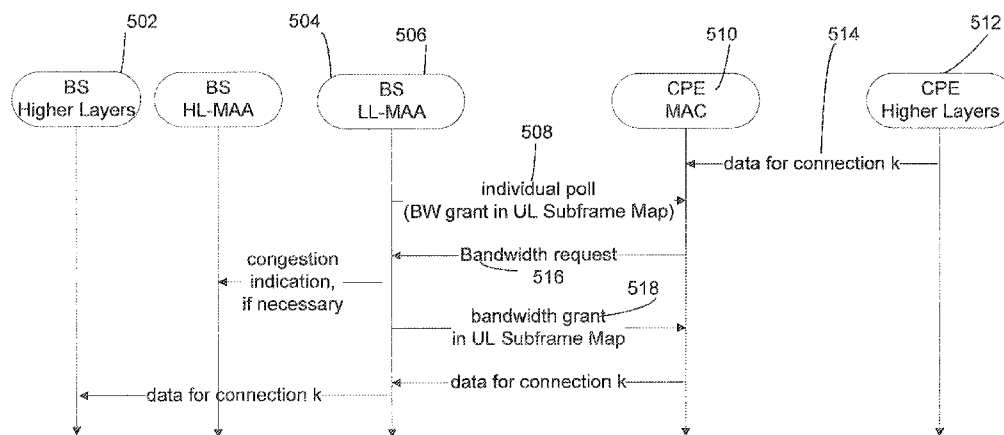 502
504
506
510
514
512
BS
Higher Layers
BS
HL-MAA
BS
LL-MAA
CPE
MAC
CPE
Higher Layers
508
data for connection k
individual poll
(BW grant in UL Subframe Map)
Bandwidth request
516
congestion
indication,
if necessary
518
bandwidth grant
in UL Subframe Map
data for connection k
data for connection k